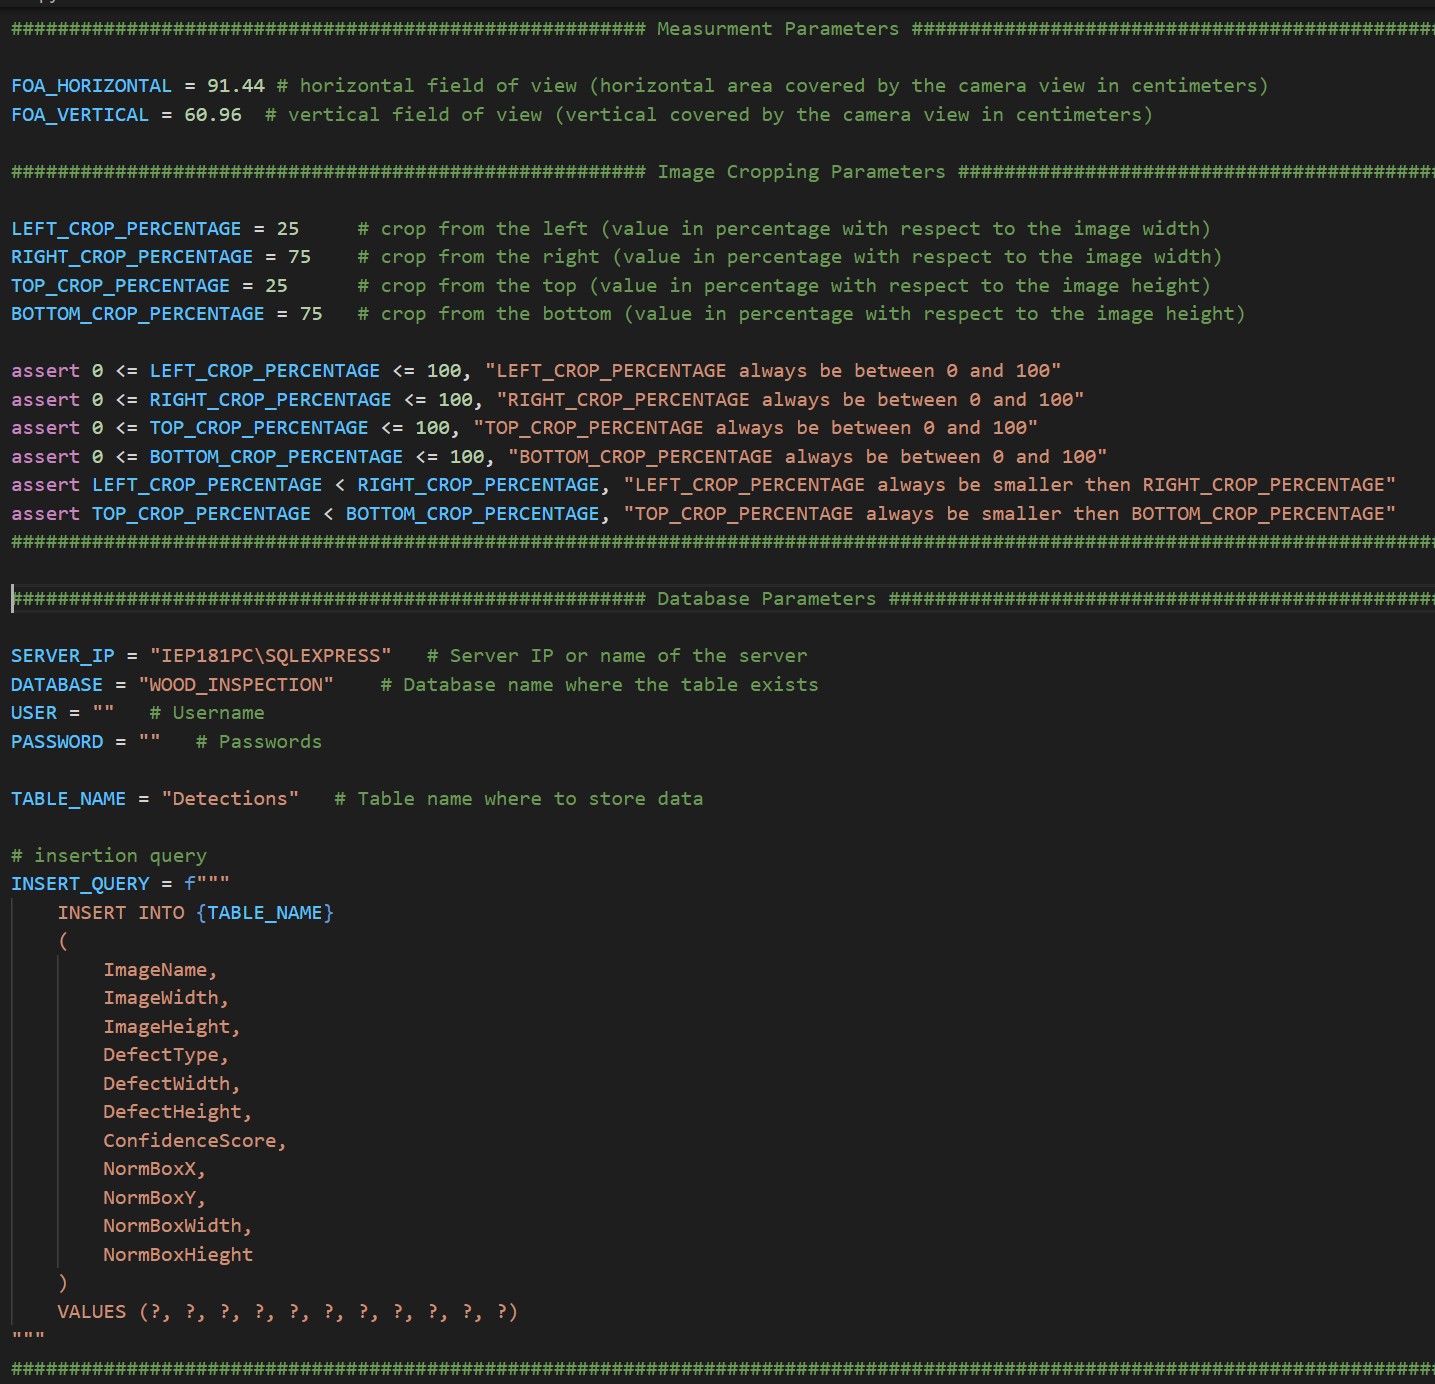 ####################################################### Measurment Parameters ##############################################
FOA_HORIZONTAL = 91.44 # horizontal field of view (horizontal area covered by the camera view in centimeters)
FOA_VERTICAL = 60.96  # vertical field of view (vertical covered by the camera view in centimeters)
####################################################### Image Cropping Parameters ##########################################
LEFT_CROP_PERCENTAGE = 25     # crop from the left (value in percentage with respect to the image width)
RIGHT_CROP_PERCENTAGE = 75    # crop from the right (value in percentage with respect to the image width)
TOP_CROP_PERCENTAGE = 25      # crop from the top (value in percentage with respect to the image height)
BOTTOM_CROP_PERCENTAGE = 75   # crop from the bottom (value in percentage with respect to the image height)
assert 0 <= LEFT_CROP_PERCENTAGE <= 100, "LEFT_CROP_PERCENTAGE always be between 0 and 100"
assert 0 <= RIGHT_CROP_PERCENTAGE <= 100, "RIGHT_CROP_PERCENTAGE always be between 0 and 100"
assert 0 <= TOP_CROP_PERCENTAGE <= 100, "TOP_CROP_PERCENTAGE always be between 0 and 100"
assert 0 <= BOTTOM_CROP_PERCENTAGE <= 100, "BOTTOM_CROP_PERCENTAGE always be between 0 and 100"
assert LEFT_CROP_PERCENTAGE < RIGHT_CROP_PERCENTAGE, "LEFT_CROP_PERCENTAGE always be smaller then RIGHT_CROP_PERCENTAGE"
assert TOP_CROP_PERCENTAGE < BOTTOM_CROP_PERCENTAGE, "TOP_CROP_PERCENTAGE always be smaller then BOTTOM_CROP_PERCENTAGE"
############################################################################################################################
####################################################### Database Parameters ################################################
SERVER_IP = "IEP181PC\SQLEXPRESS"   # Server IP or name of the server
DATABASE = "WOOD_INSPECTION"    # Database name where the table exists
USER = ""   # Username
PASSWORD = ""   # Passwords
TABLE_NAME = "Detections"   # Table name where to store data
# insertion query
INSERT_QUERY = f"""
    INSERT INTO {TABLE_NAME}
    (
        ImageName,
        ImageWidth,
        ImageHeight,
        DefectType,
        DefectWidth,
        DefectHeight,
        ConfidenceScore,
        NormBoxX,
        NormBoxY,
        NormBoxWidth,
        NormBoxHieght
    )
    VALUES (?, ?, ?, ?, ?, ?, ?, ?, ?, ?, ?)
"""
############################################################################################################################